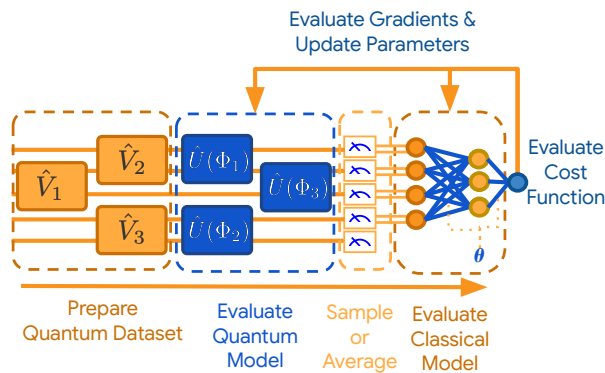 Evaluate Gradients &
Update Parameters
V̂₁
V̂₂
V̂₃
Û(Φ₁)
Û(Φ₂)
Û(Φ₃)
Evaluate
Cost
Function
θ
Prepare
Quantum Dataset
Evaluate
Quantum
Model
Sample
or
Average
Evaluate
Classical
Model